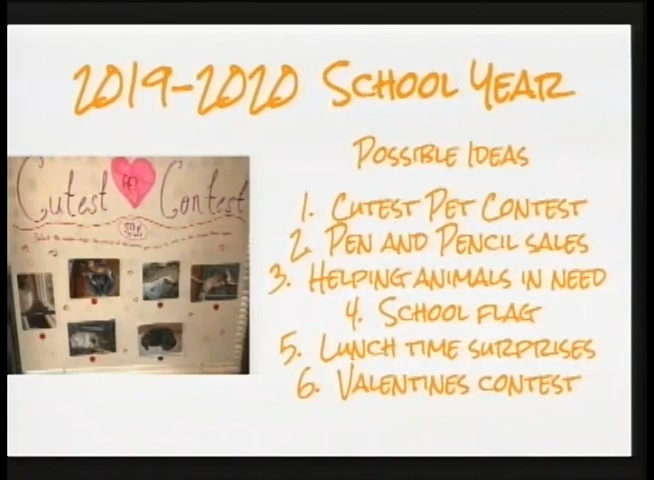 2019-2020 School Year
Cutest Pet Contest
Possible Ideas
1. Cutest Pet Contest
2. Pen and Pencil sales
3. Helping animals in need
4. School flag
5. Lunch time surprises
6. Valentines contest